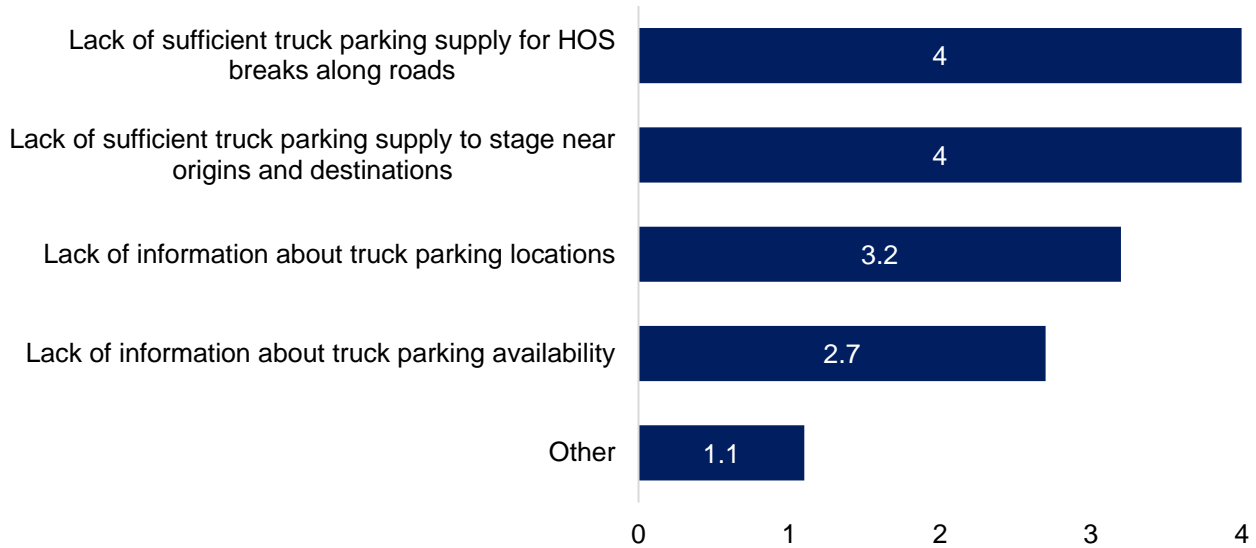 Lack of sufficient truck parking supply for HOS
breaks along roads
4
Lack of sufficient truck parking supply to stage near
origins and destinations
4
Lack of information about truck parking locations
3.2
Lack of information about truck parking availability
2.7
Other
1.1
0 1 2 3 4